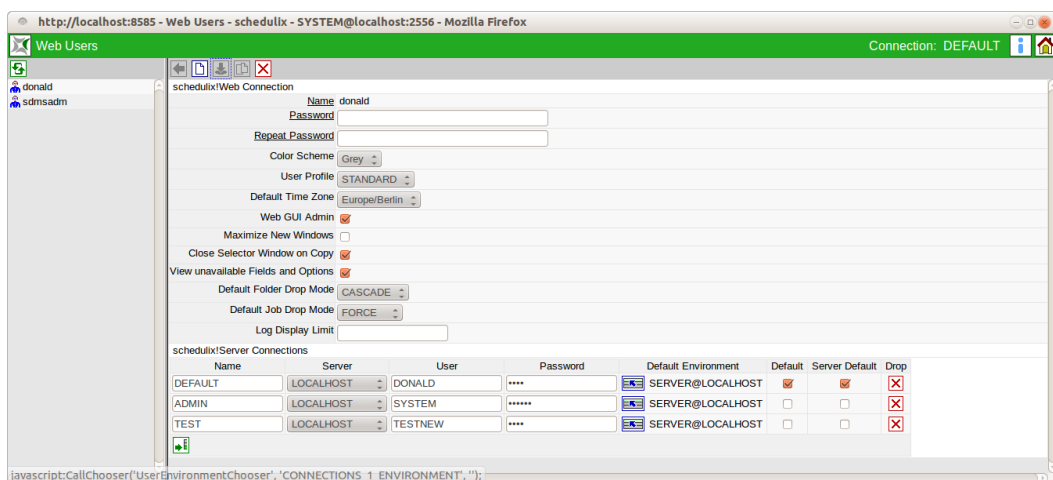 http://localhost:8585 - Web Users - schedulix - SYSTEM@localhost:2556 - Mozilla Firefox
Web Users
Connection: DEFAULT
donald
sdmsadm
schedulix!Web Connection
Name donald
Password
Repeat Password
Color Scheme Grey
User Profile STANDARD
Default Time Zone Europe/Berlin
Web GUI Admin
Maximize New Windows
Close Selector Window on Copy
View unavailable Fields and Options
Default Folder Drop Mode CASCADE
Default Job Drop Mode FORCE
Log Display Limit
schedulix!Server Connections
Name Server User Password Default Environment Default Server Default Drop
DEFAULT LOCALHOST DONALD •••• SERVER@LOCALHOST
ADMIN LOCALHOST SYSTEM •••••• SERVER@LOCALHOST
TEST LOCALHOST TESTNEW •••• SERVER@LOCALHOST
javascript:CallChooser('UserEnvironmentChooser', 'CONNECTIONS_1_ENVIRONMENT', '');